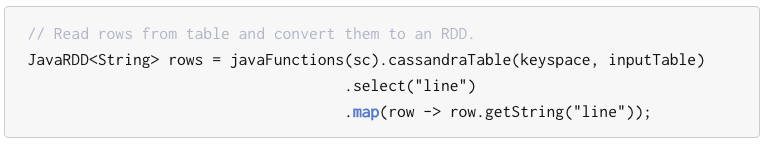 // Read rows from table and convert them to an RDD.
JavaRDD<String> rows = javaFunctions(sc).cassandraTable(keyspace, inputTable)
                                    .select("line")
                                    .map(row -> row.getString("line"));